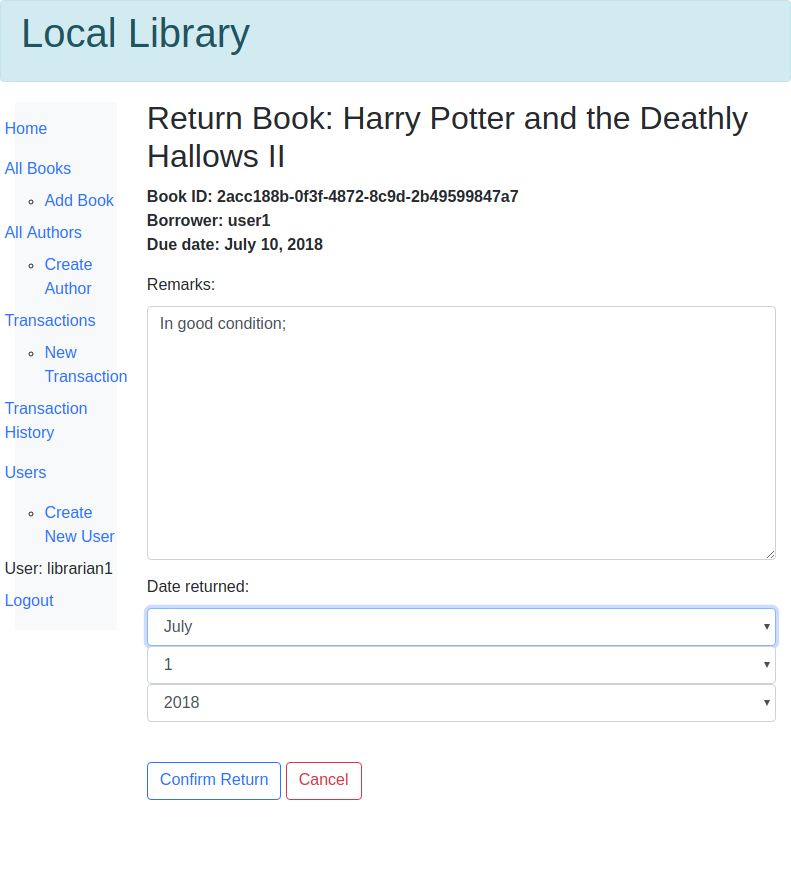 Local Library
Home
All Books
Add Book
All Authors
Create
Author
Transactions
New
Transaction
Transaction
History
Users
Create
New User
User: librarian1
Logout
Return Book: Harry Potter and the Deathly
Hallows II
Book ID: 2acc188b-0f3f-4872-8c9d-2b49599847a7
Borrower: user1
Due date: July 10, 2018
Remarks:
In good condition;
Date returned:
July
1
2018
Confirm Return
Cancel